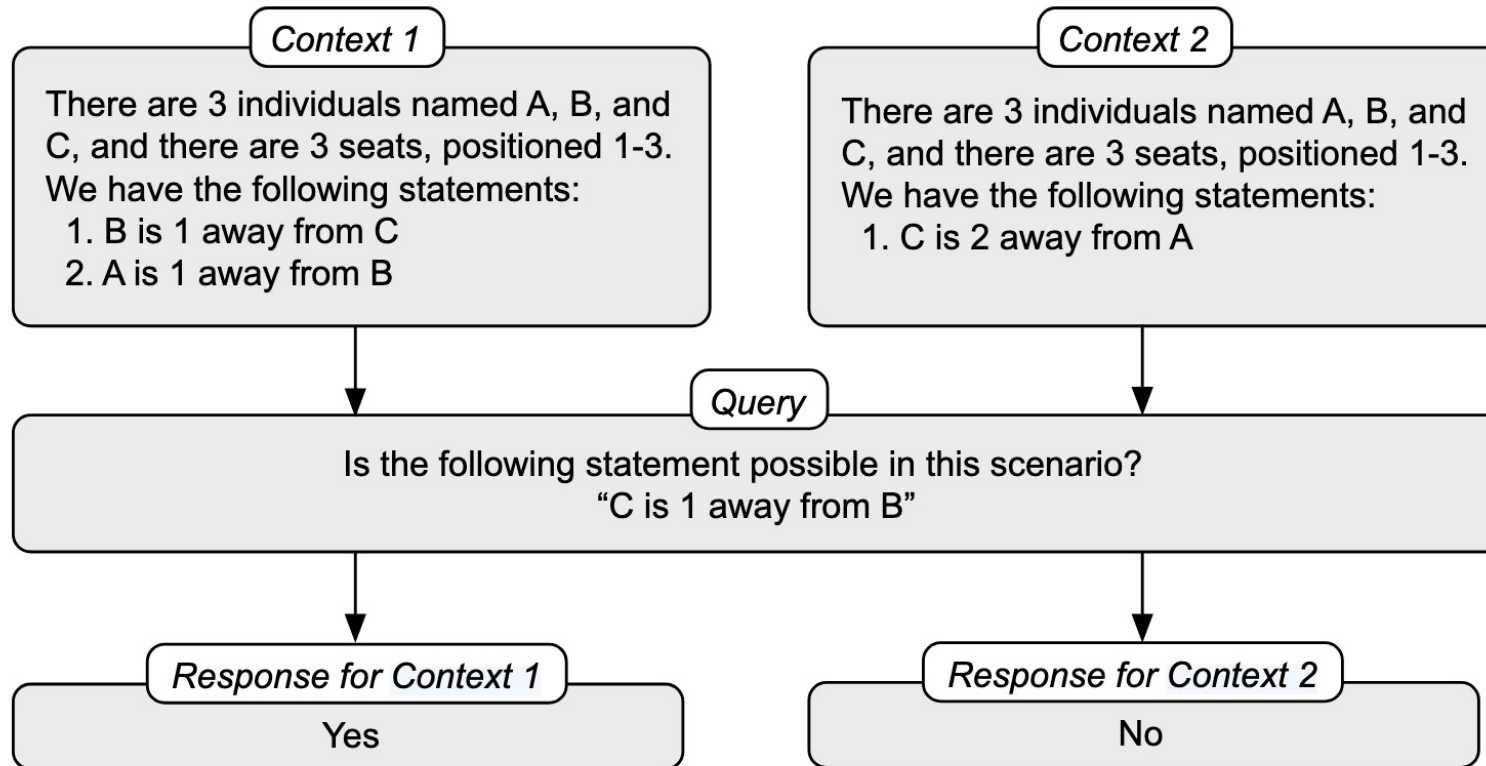 Context 1
There are 3 individuals named A, B, and
C, and there are 3 seats, positioned 1-3.
We have the following statements:
1. B is 1 away from C
2. A is 1 away from B
Context 2
There are 3 individuals named A, B, and
C, and there are 3 seats, positioned 1-3.
We have the following statements:
1. C is 2 away from A
Query
Is the following statement possible in this scenario?
“C is 1 away from B”
Response for Context 1
Yes
Response for Context 2
No